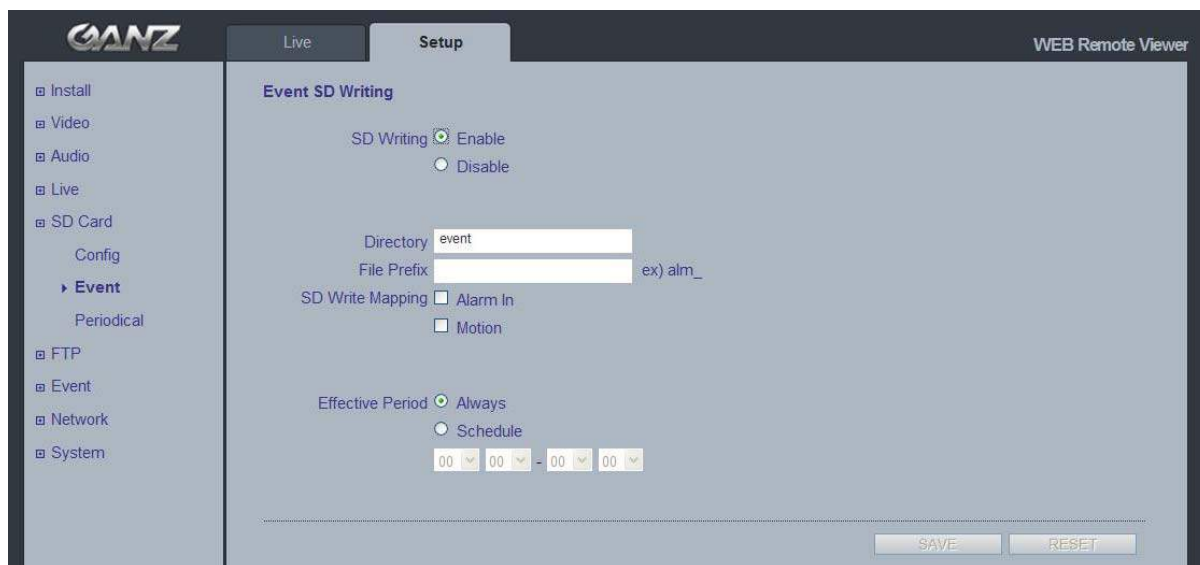 GANZ
Live
Setup
WEB Remote Viewer
Install
Video
Audio
Live
SD Card
Config
Event
Periodical
FTP
Event
Network
System
Event SD Writing
SD Writing Enable
Disable
Directory event
File Prefix ex) alm_
SD Write Mapping Alarm In
Motion
Effective Period Always
Schedule
00 00 - 00 00
SAVE RESET